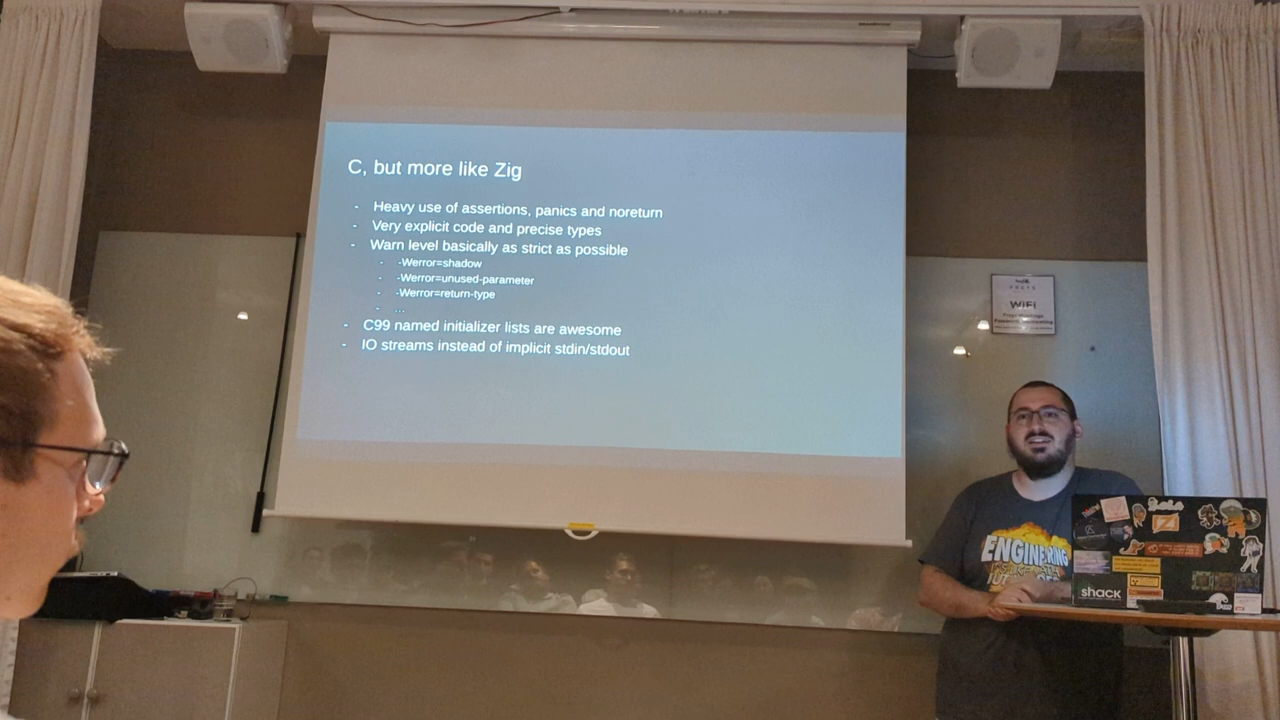 C, but more like Zig
- Heavy use of assertions, panics and noreturn
- Very explicit code and precise types
- Warn level basically as strict as possible
- -Werror=shadow
- -Werror=unused-parameter
- -Werror=return-type
- ...
- C99 named initializer lists are awesome
- IO streams instead of implicit stdin/stdout
WiFi
ENGINEERING
shack